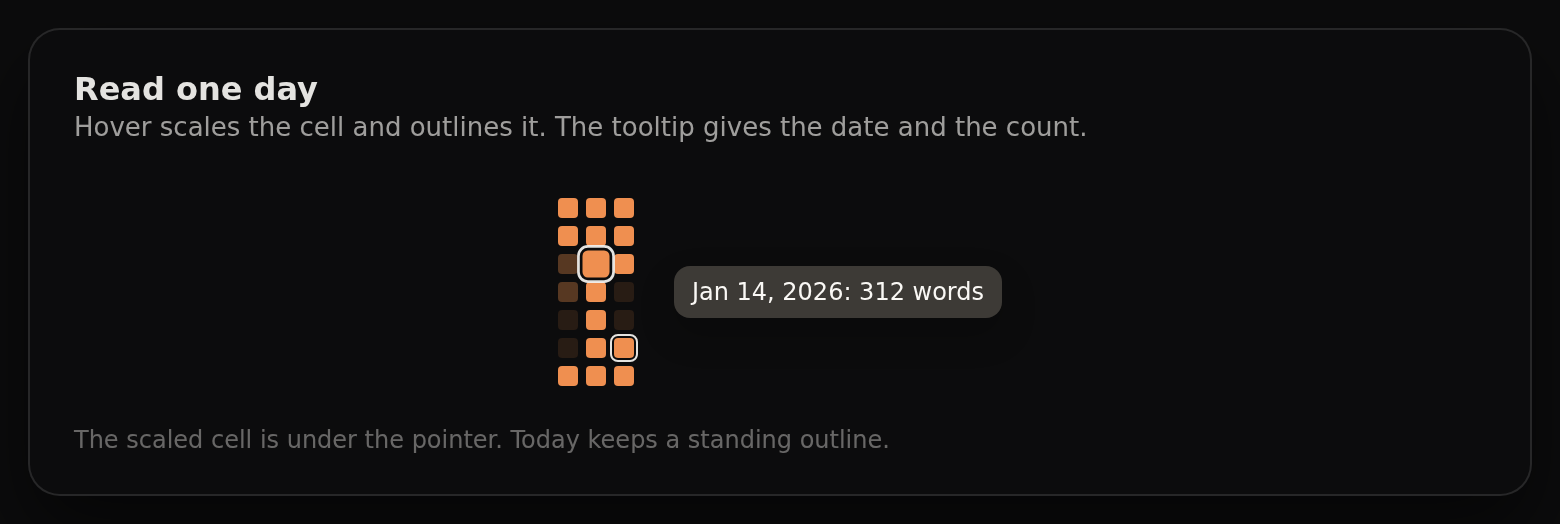 Read one day
Hover scales the cell and outlines it. The tooltip gives the date and the count.
Jan 14, 2026: 312 words
The scaled cell is under the pointer. Today keeps a standing outline.